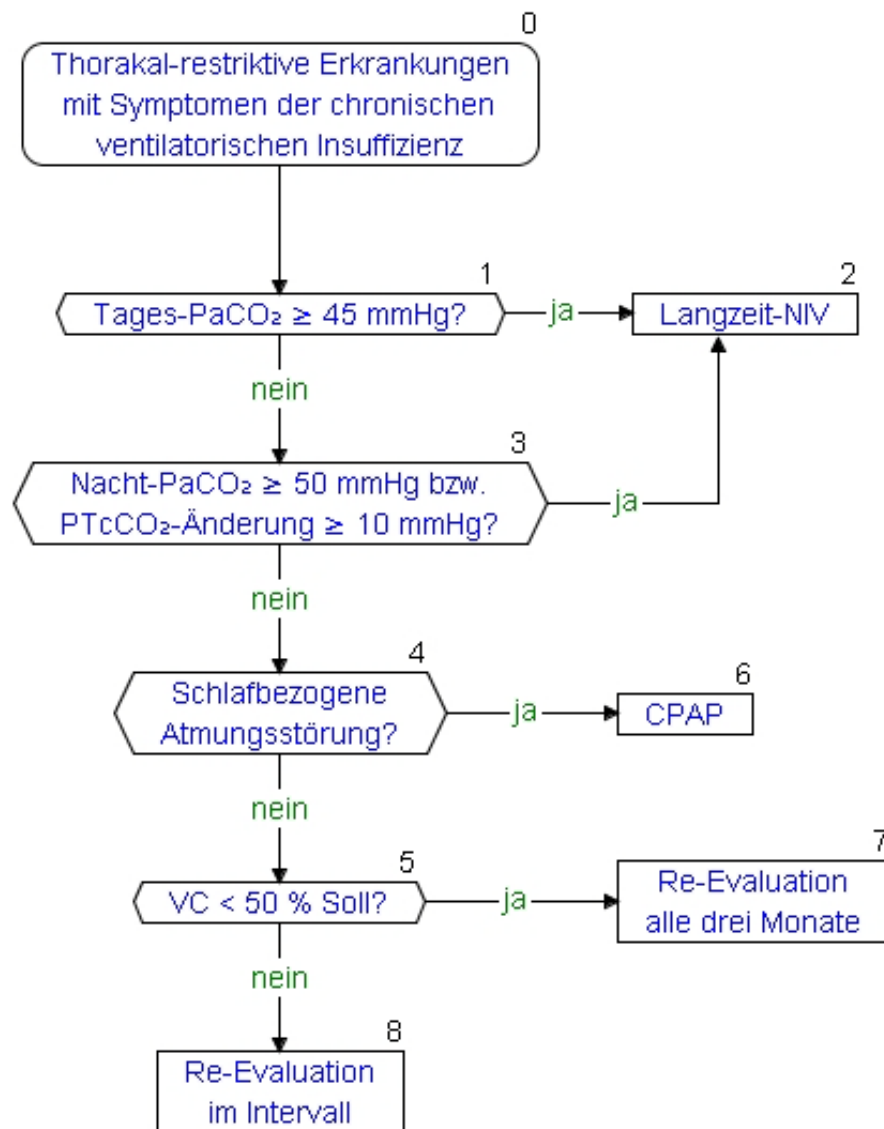 0
Thorakal-restriktive Erkrankungen
mit Symptomen der chronischen
ventilatorischen Insuffizienz
1
Tages-PaCO₂ ≥ 45 mmHg?
ja
2
Langzeit-NIV
nein
3
Nacht-PaCO₂ ≥ 50 mmHg bzw.
PTcCO₂-Änderung ≥ 10 mmHg?
ja
nein
4
Schlafbezogene
Atmungsstörung?
ja
6
CPAP
nein
5
VC < 50 % Soll?
ja
7
Re-Evaluation
alle drei Monate
nein
8
Re-Evaluation
im Intervall